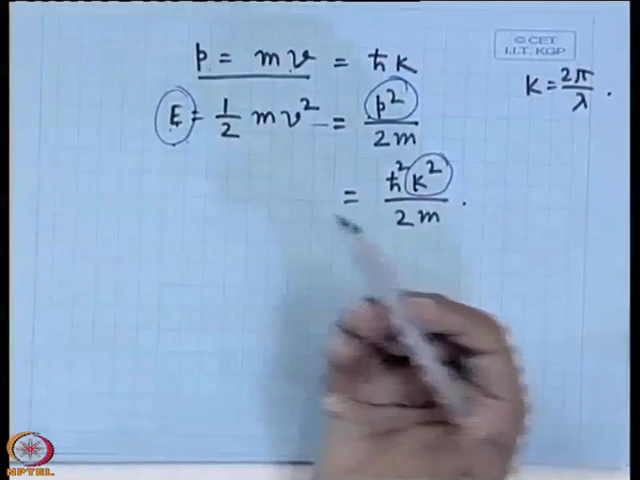 © CET
I.I.T. KGP
p = mv = ħk
k = 2π/λ .
E = 1/2 mv² = p²/2m
= ħ²k²/2m .
NPTEL